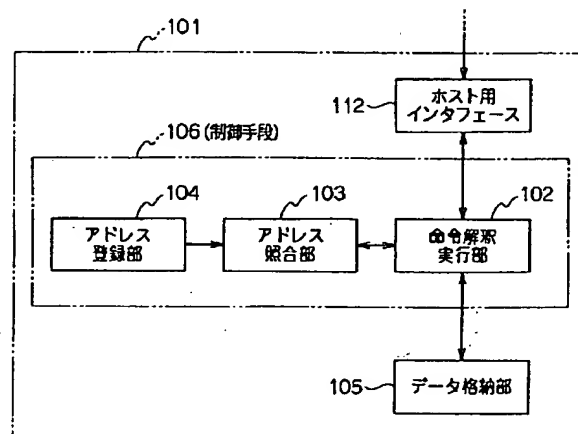 101
ホスト用
インタフェース
112
106(制御手段)
104
103
102
アドレス
登録部
アドレス
照合部
命令解釈
実行部
105
データ格納部